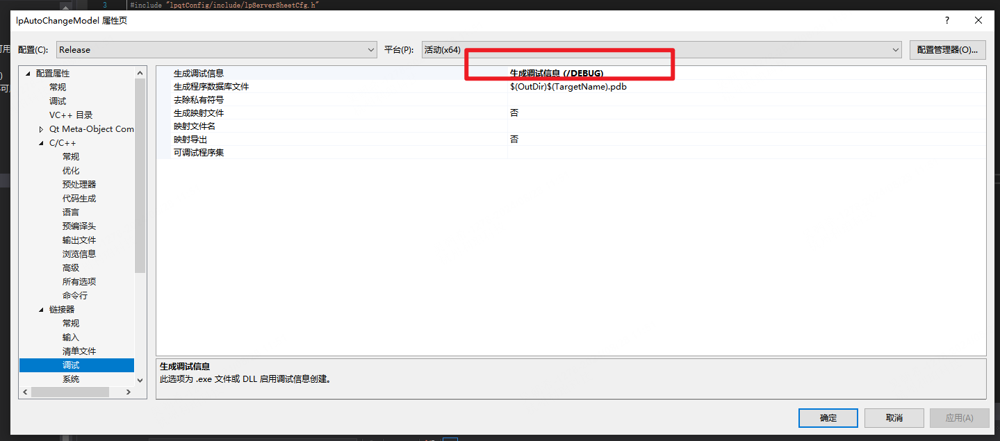 3 #include "lpqtConfig/include/lpServerSheetCfg.h"
lpAutoChangeModel 属性页 ?
配置(C): Release 平台(P): 活动(x64) 配置管理器(O)...
配置属性
常规
调试
VC++ 目录
Qt Meta-Object Com
C/C++
常规
优化
预处理器
代码生成
语言
预编译头
输出文件
浏览信息
高级
所有选项
命令行
链接器
常规
输入
清单文件
调试
系统
生成调试信息 生成调试信息 (/DEBUG)
生成程序数据库文件 $(OutDir)$(TargetName).pdb
去除私有符号
生成映射文件 否
映射文件名
映射导出 否
可调试程序集
生成调试信息
此选项为 .exe 文件或 DLL 启用调试信息创建。
确定 取消 应用(A)